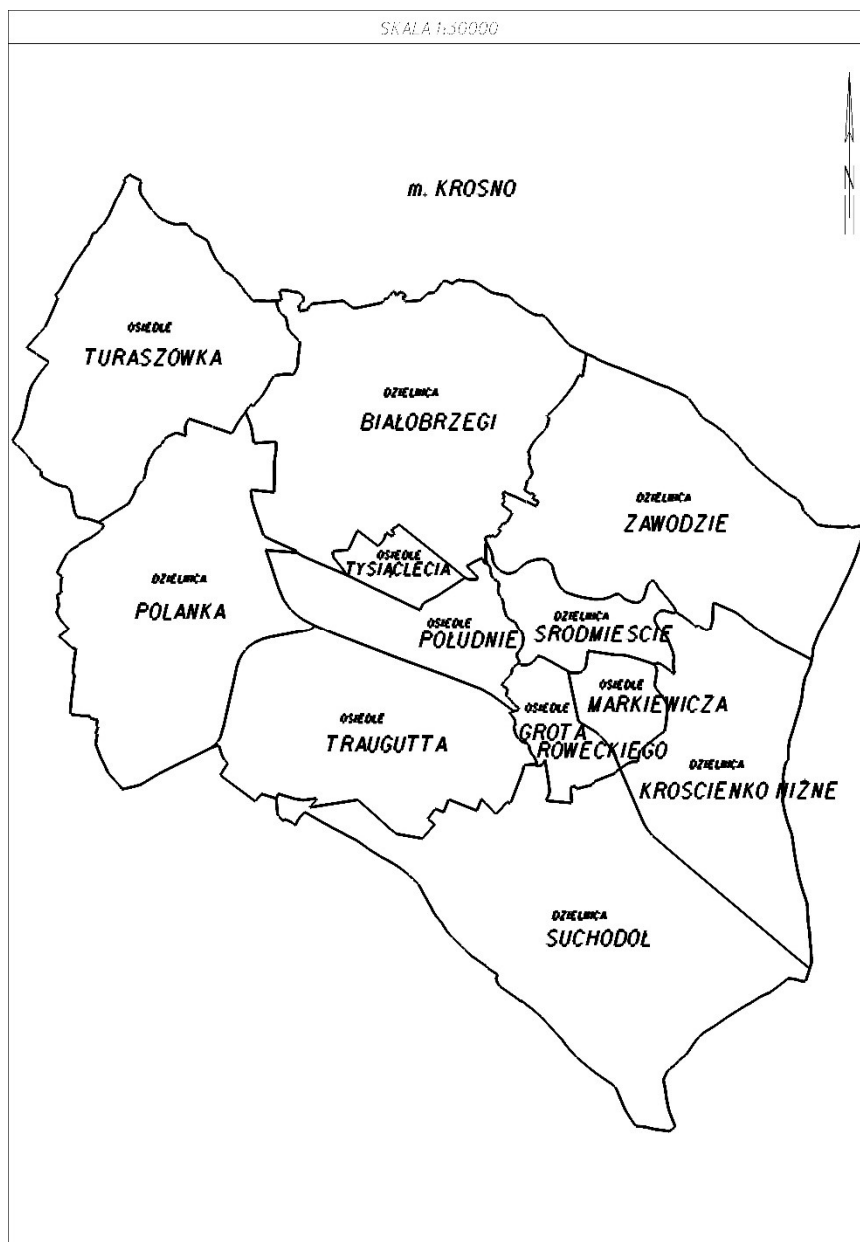 SKALA 1:50000
N
m. KROSNO
OSIEDLE
TURASZOWKA
DZIELNICA
BIAŁOBRZEGI
DZIELNICA
ZAWODZIE
OSIEDLE
TYSIĄCLECIA
DZIELNICA
POLANKA
OSIEDLE
POŁUDNIE
DZIELNICA
SRODMIESCIE
OSIEDLE
MARKIEWICZA
OSIEDLE
GROTA
ROWECKIEGO
OSIEDLE
TRAUGUTTA
DZIELNICA
KROSCIENKO NIŻNE
DZIELNICA
SUCHODOŁ